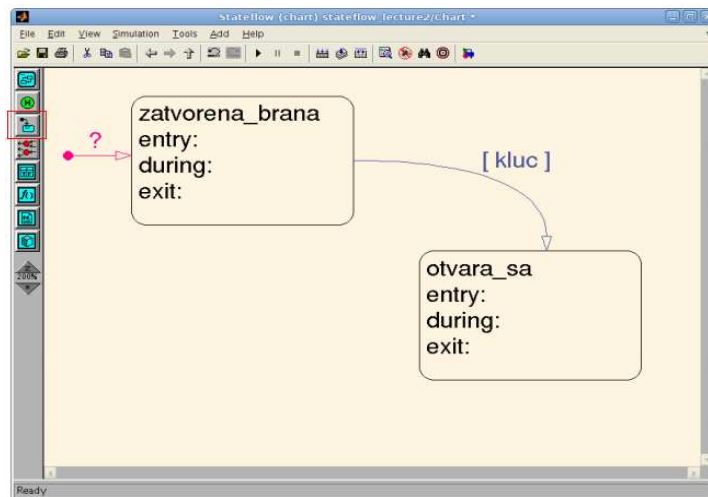 Stateflow (chart) stateflow_lecture2/Chart *
File Edit View Simulation Tools Add Help
zatvorena_brana
entry:
during:
exit:
?
[ kluc ]
otvara_sa
entry:
during:
exit:
200%
Ready